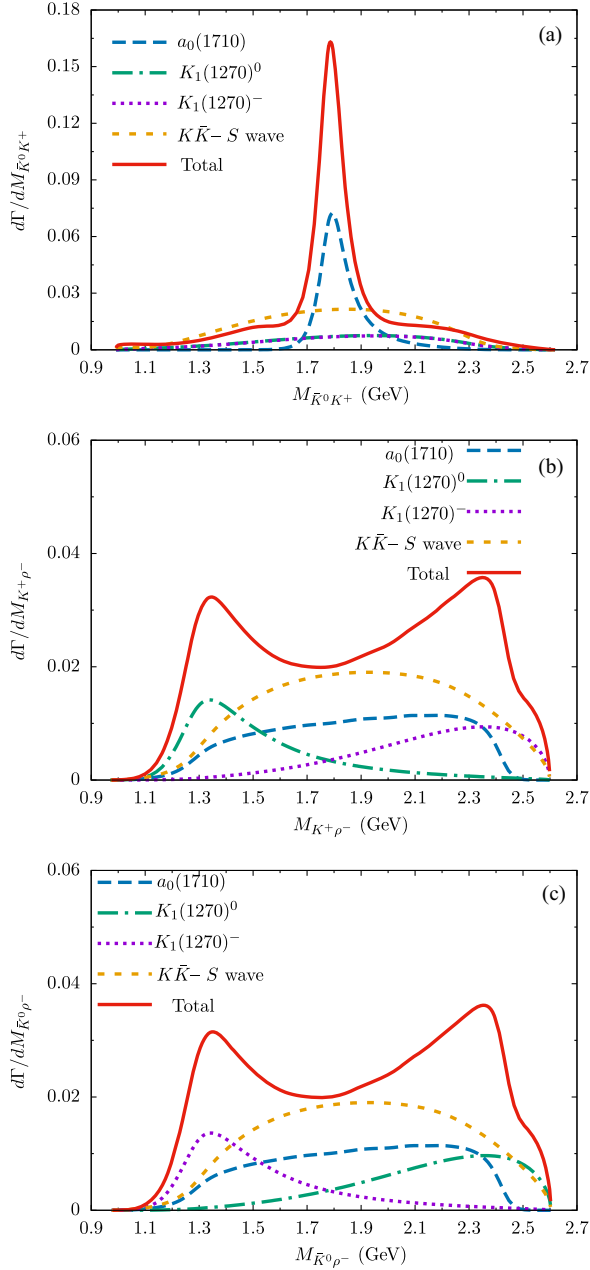 (a)
a₀(1710)
K₁(1270)⁰
K₁(1270)⁻
KK̄− S wave
Total
0.18
0.15
0.12
0.09
0.06
0.03
0
dΓ/dM_{K̄⁰K⁺}
0.9 1.1 1.3 1.5 1.7 1.9 2.1 2.3 2.5 2.7
M_{K̄⁰K⁺} (GeV)
(b)
a₀(1710)
K₁(1270)⁰
K₁(1270)⁻
KK̄− S wave
Total
0.06
0.04
0.02
0
dΓ/dM_{K⁺ρ⁻}
0.9 1.1 1.3 1.5 1.7 1.9 2.1 2.3 2.5 2.7
M_{K⁺ρ⁻} (GeV)
(c)
a₀(1710)
K₁(1270)⁰
K₁(1270)⁻
KK̄− S wave
Total
0.06
0.04
0.02
0
dΓ/dM_{K̄⁰ρ⁻}
0.9 1.1 1.3 1.5 1.7 1.9 2.1 2.3 2.5 2.7
M_{K̄⁰ρ⁻} (GeV)